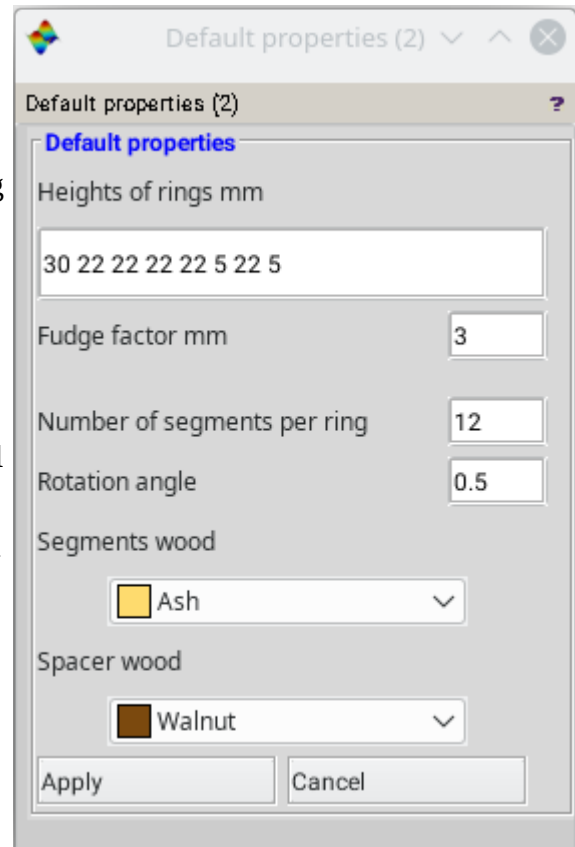 Default properties (2)
Default properties (2) ?
Default properties
Heights of rings mm
30 22 22 22 22 5 22 5
Fudge factor mm 3
Number of segments per ring 12
Rotation angle 0.5
Segments wood
Ash
Spacer wood
Walnut
Apply Cancel